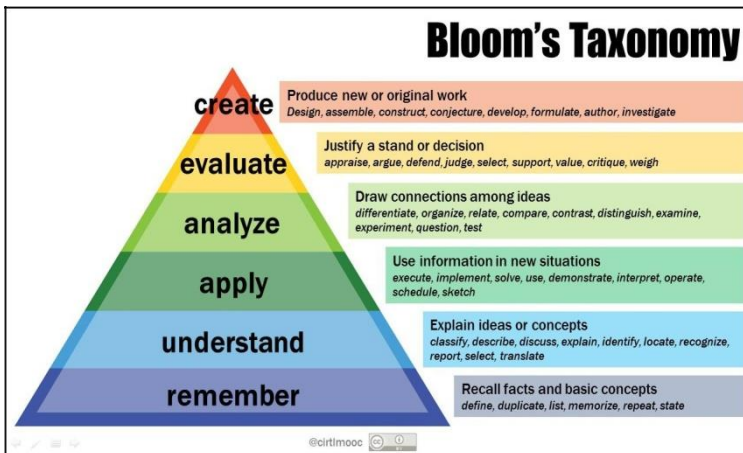 Bloom's Taxonomy
create
Produce new or original work
Design, assemble, construct, conjecture, develop, formulate, author, investigate
evaluate
Justify a stand or decision
appraise, argue, defend, judge, select, support, value, critique, weigh
analyze
Draw connections among ideas
differentiate, organize, relate, compare, contrast, distinguish, examine,
experiment, question, test
apply
Use information in new situations
execute, implement, solve, use, demonstrate, interpret, operate,
schedule, sketch
understand
Explain ideas or concepts
classify, describe, discuss, explain, identify, locate, recognize,
report, select, translate
remember
Recall facts and basic concepts
define, duplicate, list, memorize, repeat, state
@cirtlmooc
cc
BY